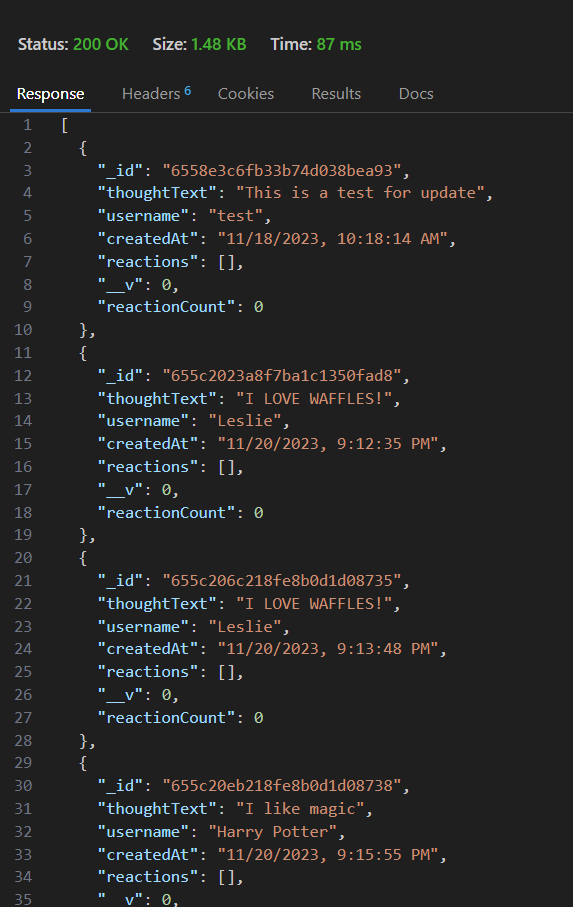 Status: 200 OK Size: 1.48 KB Time: 87 ms
Response Headers 6 Cookies Results Docs
1 [
2 {
3 "_id": "6558e3c6fb33b74d038bea93",
4 "thoughtText": "This is a test for update",
5 "username": "test",
6 "createdAt": "11/18/2023, 10:18:14 AM",
7 "reactions": [],
8 "__v": 0,
9 "reactionCount": 0
10 },
11 {
12 "_id": "655c2023a8f7ba1c1350fad8",
13 "thoughtText": "I LOVE WAFFLES!",
14 "username": "Leslie",
15 "createdAt": "11/20/2023, 9:12:35 PM",
16 "reactions": [],
17 "__v": 0,
18 "reactionCount": 0
19 },
20 {
21 "_id": "655c206c218fe8b0d1d08735",
22 "thoughtText": "I LOVE WAFFLES!",
23 "username": "Leslie",
24 "createdAt": "11/20/2023, 9:13:48 PM",
25 "reactions": [],
26 "__v": 0,
27 "reactionCount": 0
28 },
29 {
30 "_id": "655c20eb218fe8b0d1d08738",
31 "thoughtText": "I like magic",
32 "username": "Harry Potter",
33 "createdAt": "11/20/2023, 9:15:55 PM",
34 "reactions": [],
35 "__v": 0,